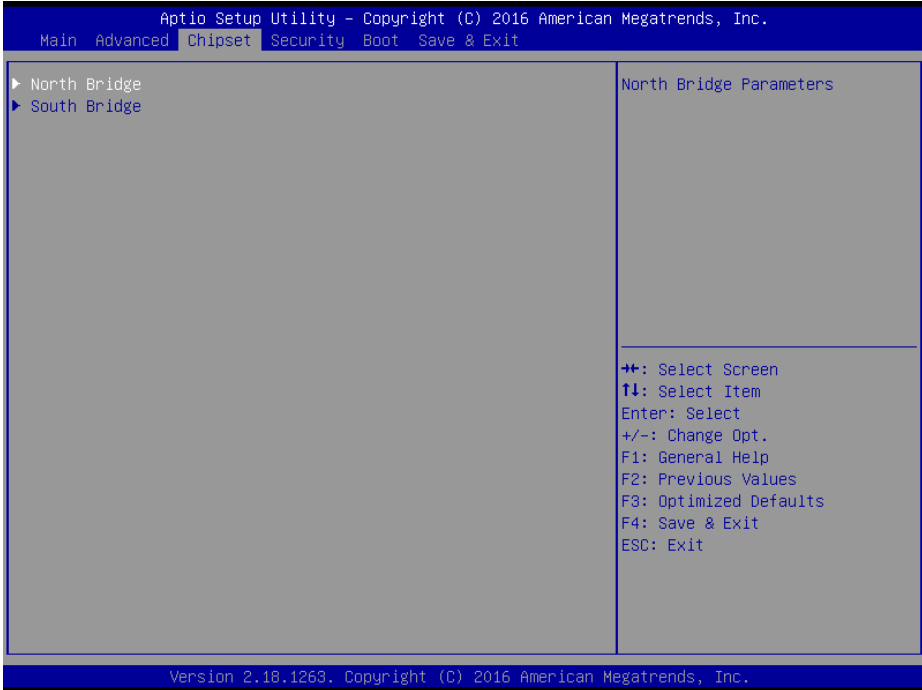 Aptio Setup Utility – Copyright (C) 2016 American Megatrends, Inc.
Main Advanced Chipset Security Boot Save & Exit
▶ North Bridge
▶ South Bridge
North Bridge Parameters
→←: Select Screen
↑↓: Select Item
Enter: Select
+/-: Change Opt.
F1: General Help
F2: Previous Values
F3: Optimized Defaults
F4: Save & Exit
ESC: Exit
Version 2.18.1263. Copyright (C) 2016 American Megatrends, Inc.